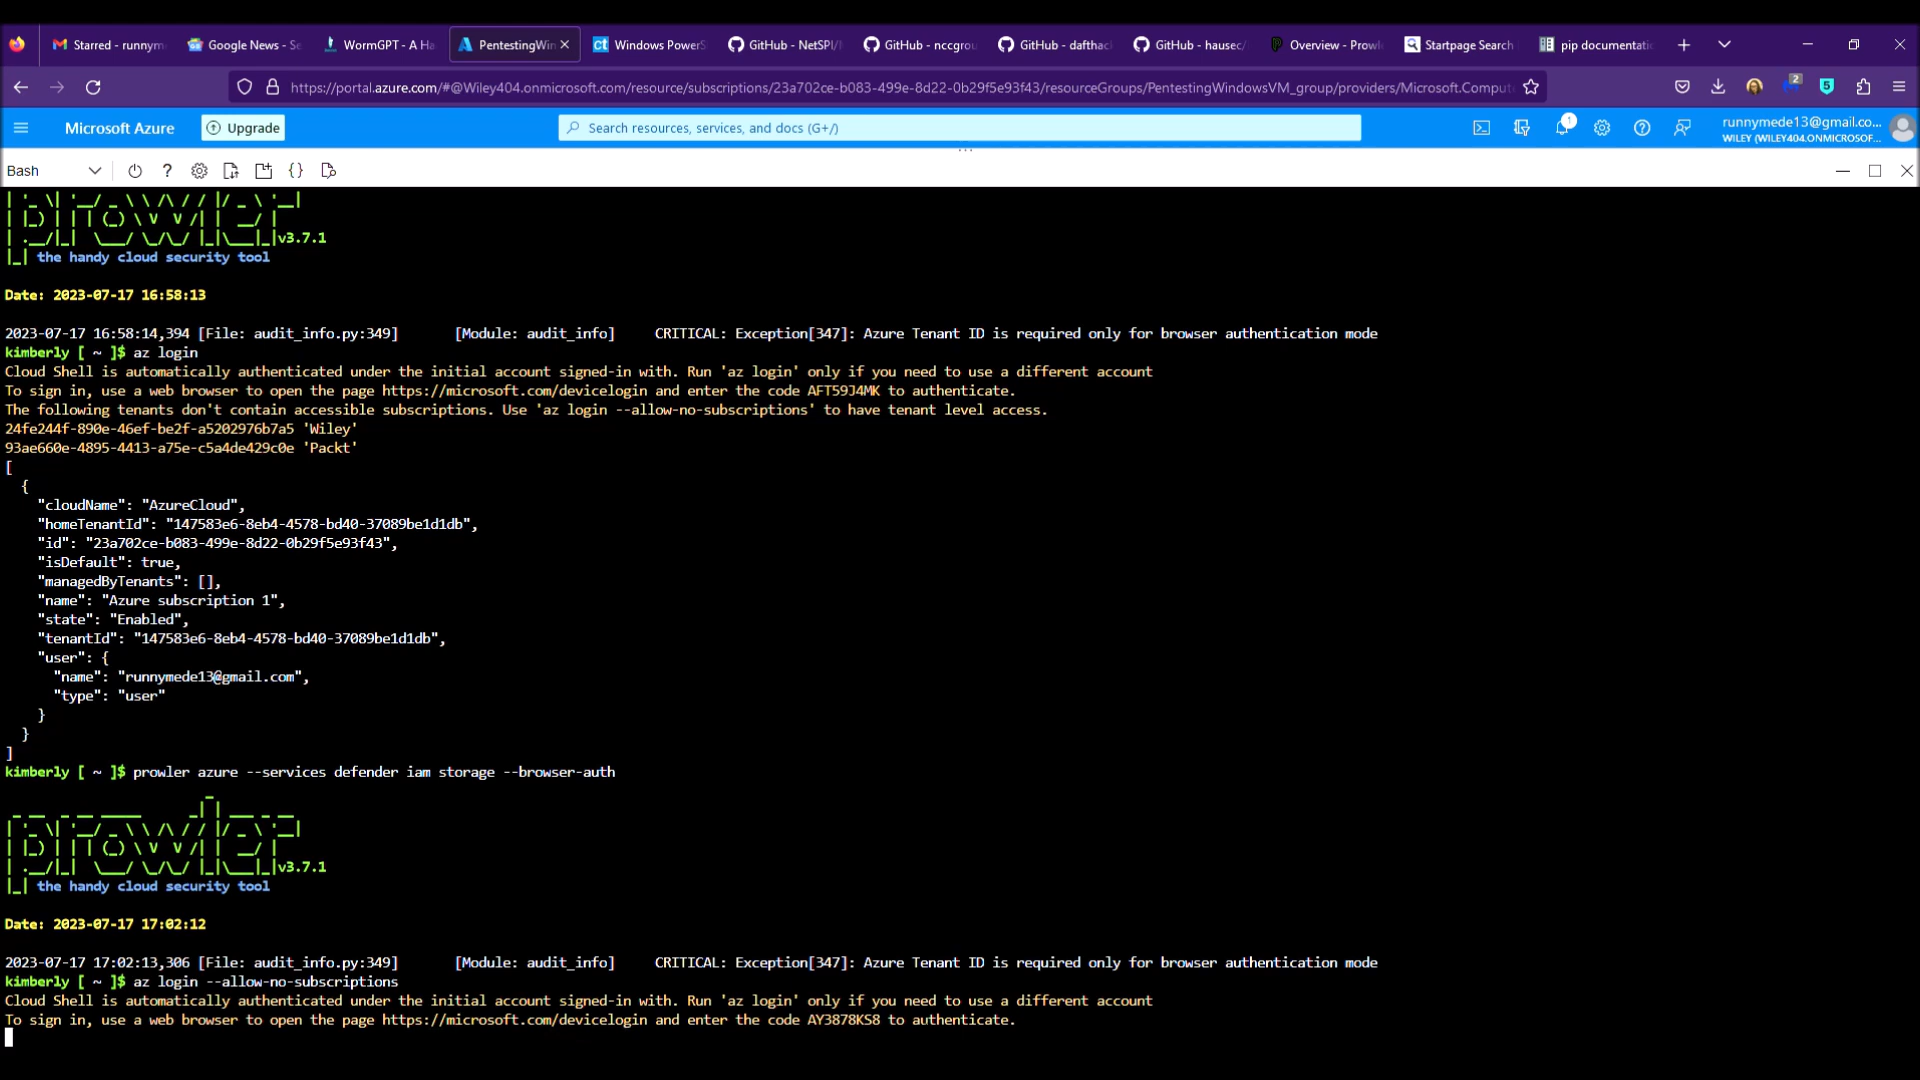 Starred - runnym
Google News - Se
WormGPT - A Ha
PentestingWin
Windows PowerS
GitHub - NetSPI/
GitHub - nccgrou
GitHub - dafthac
GitHub - hausec/
Overview - Prowl
Startpage Search
pip documentati
https://portal.azure.com/#@Wiley404.onmicrosoft.com/resource/subscriptions/23a702ce-b083-499e-8d22-0b29f5e93f43/resourceGroups/PentestingWindowsVM_group/providers/Microsoft.Comput
2
5
Microsoft Azure
Upgrade
Search resources, services, and docs (G+/)
1
runnymede13@gmail.co...
WILEY (WILEY404.ONMICROSOF...
Bash
prowler v3.7.1
the handy cloud security tool
Date: 2023-07-17 16:58:13
2023-07-17 16:58:14,394 [File: audit_info.py:349] [Module: audit_info] CRITICAL: Exception[347]: Azure Tenant ID is required only for browser authentication mode
kimberly [ ~ ]$ az login
Cloud Shell is automatically authenticated under the initial account signed-in with. Run 'az login' only if you need to use a different account
To sign in, use a web browser to open the page https://microsoft.com/devicelogin and enter the code AFT59J4MK to authenticate.
The following tenants don't contain accessible subscriptions. Use 'az login --allow-no-subscriptions' to have tenant level access.
24fe244f-890e-46ef-be2f-a5202976b7a5 'Wiley'
93ae660e-4895-4413-a75e-c5a4de429c0e 'Packt'
[
{
"cloudName": "AzureCloud",
"homeTenantId": "147583e6-8eb4-4578-bd40-37089be1d1db",
"id": "23a702ce-b083-499e-8d22-0b29f5e93f43",
"isDefault": true,
"managedByTenants": [],
"name": "Azure subscription 1",
"state": "Enabled",
"tenantId": "147583e6-8eb4-4578-bd40-37089be1d1db",
"user": {
"name": "runnymede13@gmail.com",
"type": "user"
}
}
]
kimberly [ ~ ]$ prowler azure --services defender iam storage --browser-auth
prowler v3.7.1
the handy cloud security tool
Date: 2023-07-17 17:02:12
2023-07-17 17:02:13,306 [File: audit_info.py:349] [Module: audit_info] CRITICAL: Exception[347]: Azure Tenant ID is required only for browser authentication mode
kimberly [ ~ ]$ az login --allow-no-subscriptions
Cloud Shell is automatically authenticated under the initial account signed-in with. Run 'az login' only if you need to use a different account
To sign in, use a web browser to open the page https://microsoft.com/devicelogin and enter the code AY3878KS8 to authenticate.